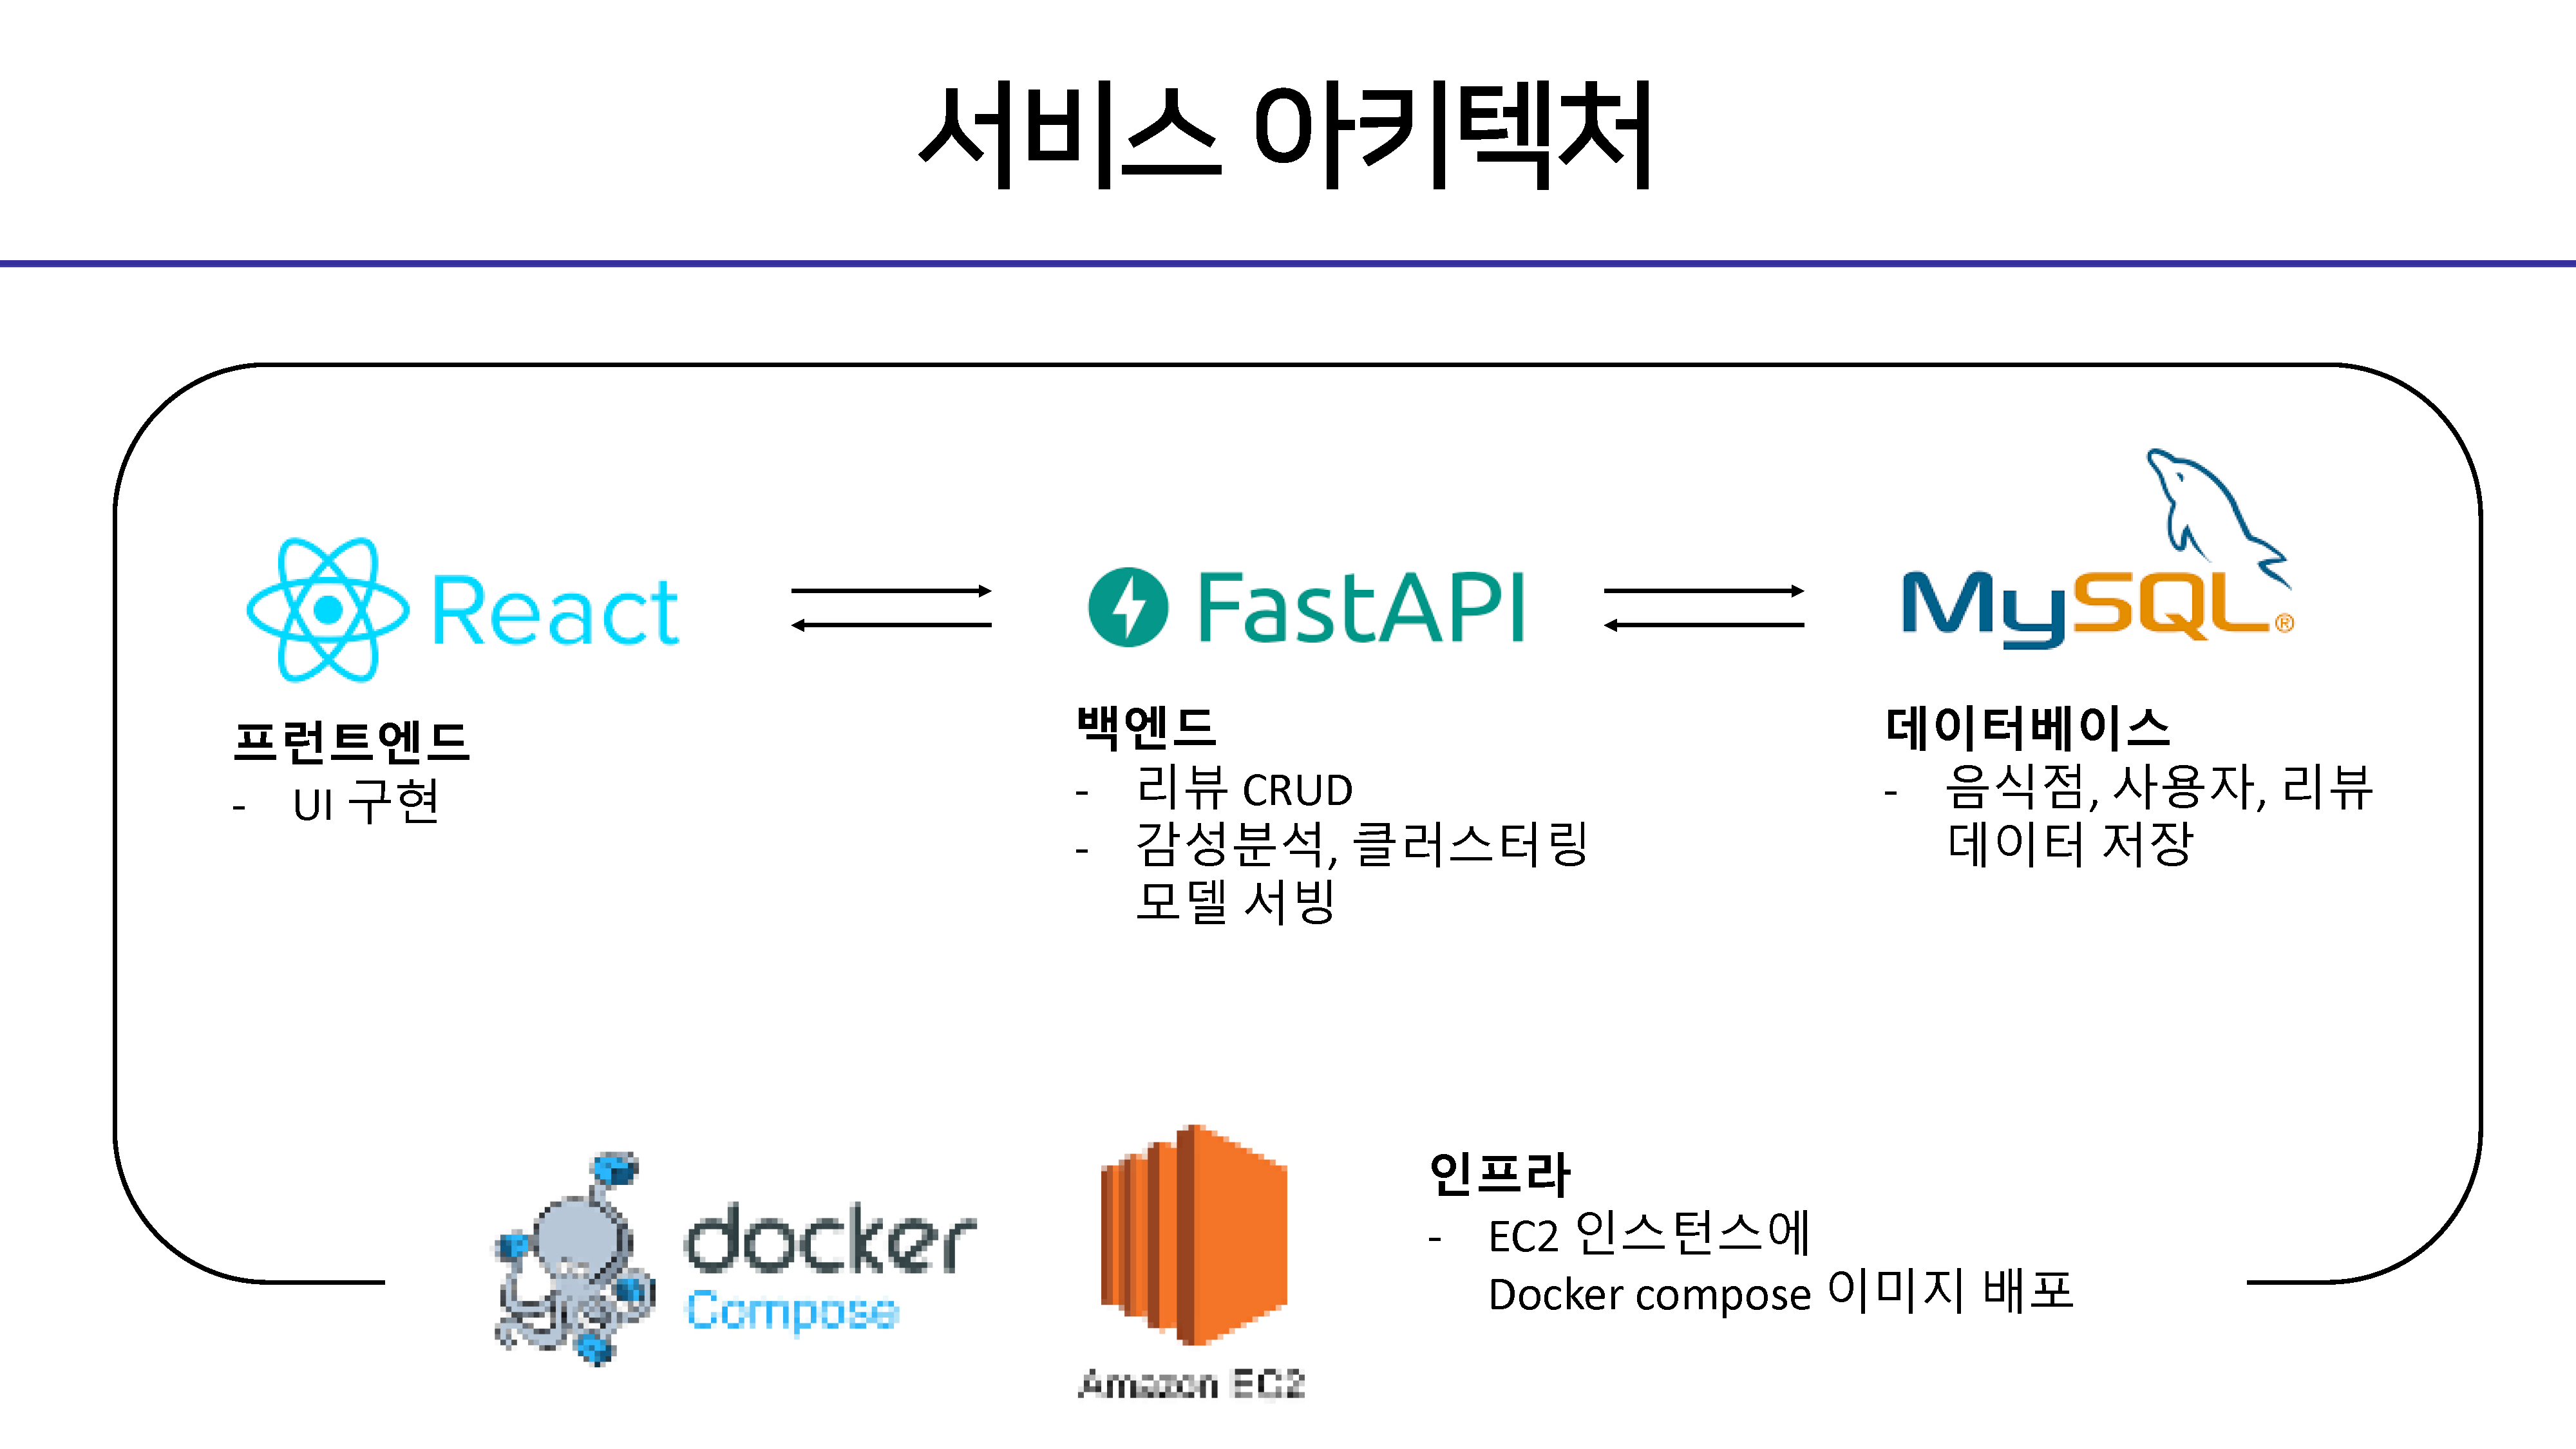 서비스 아키텍처
React
FastAPI
MySQL®
프런트엔드
- UI 구현
백엔드
- 리뷰 CRUD
- 감성분석, 클러스터링
모델 서빙
데이터베이스
- 음식점, 사용자, 리뷰
데이터 저장
docker
Compose
Amazon EC2
인프라
- EC2 인스턴스에
Docker compose 이미지 배포